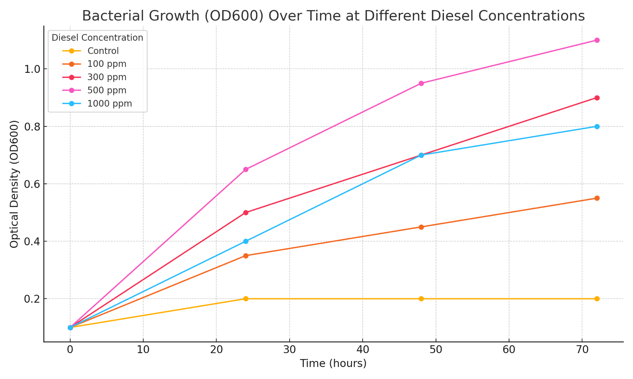 Bacterial Growth (OD600) Over Time at Different Diesel Concentrations
Diesel Concentration
Control
100 ppm
300 ppm
500 ppm
1000 ppm
Optical Density (OD600)
1.0
0.8
0.6
0.4
0.2
0 10 20 30 40 50 60 70
Time (hours)